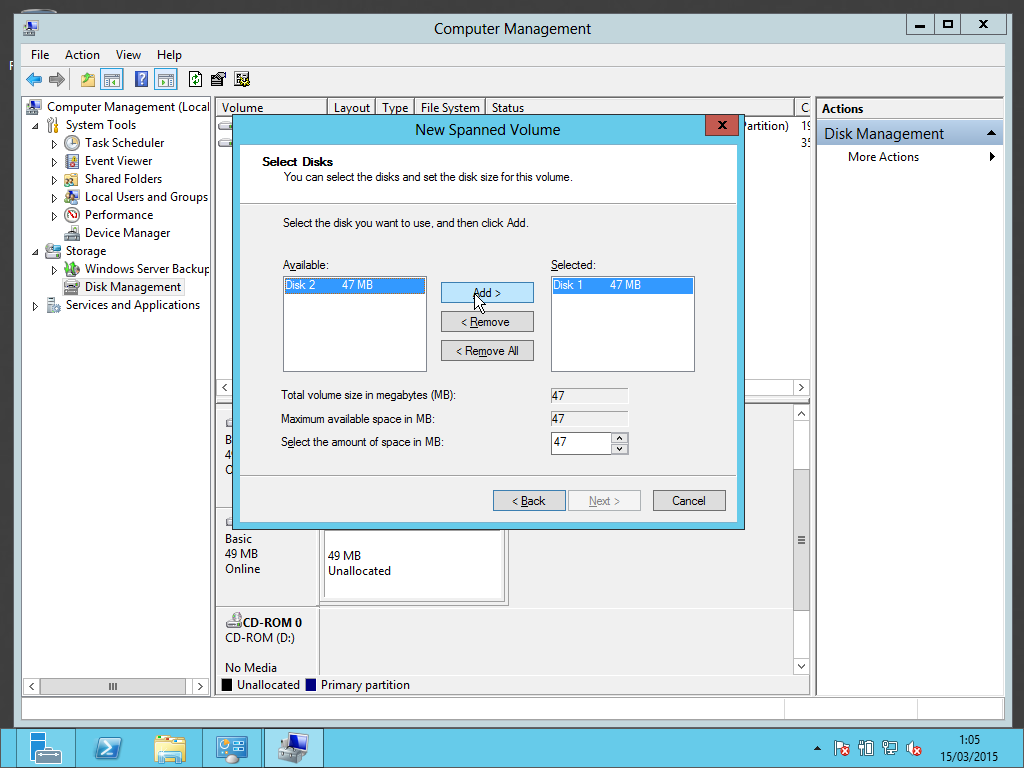 Computer Management
File Action View Help
Computer Management (Local
System Tools
Task Scheduler
Event Viewer
Shared Folders
Local Users and Groups
Performance
Device Manager
Storage
Windows Server Backup
Disk Management
Services and Applications
Volume Layout Type File System Status C
Partition) 19
35
Actions
Disk Management
More Actions
New Spanned Volume
Select Disks
You can select the disks and set the disk size for this volume.
Select the disk you want to use, and then click Add.
Available: Selected:
Disk 2 47 MB
Disk 1 47 MB
Add >
< Remove
< Remove All
Total volume size in megabytes (MB): 47
Maximum available space in MB: 47
Select the amount of space in MB: 47
< Back Next > Cancel
Basic
49 MB
Online
49 MB
Unallocated
CD-ROM 0
CD-ROM (D:)
No Media
Unallocated Primary partition
1:05
15/03/2015